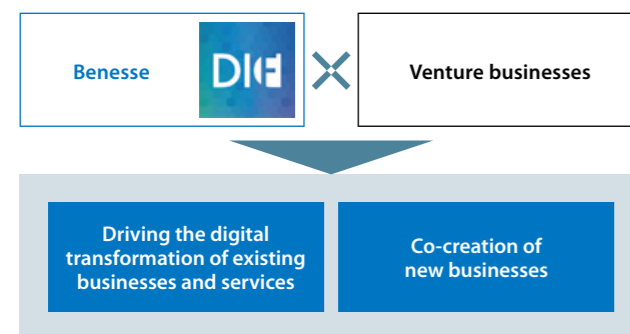 Benesse
DIF
Venture businesses
Driving the digital
transformation of existing
businesses and services
Co-creation of
new businesses